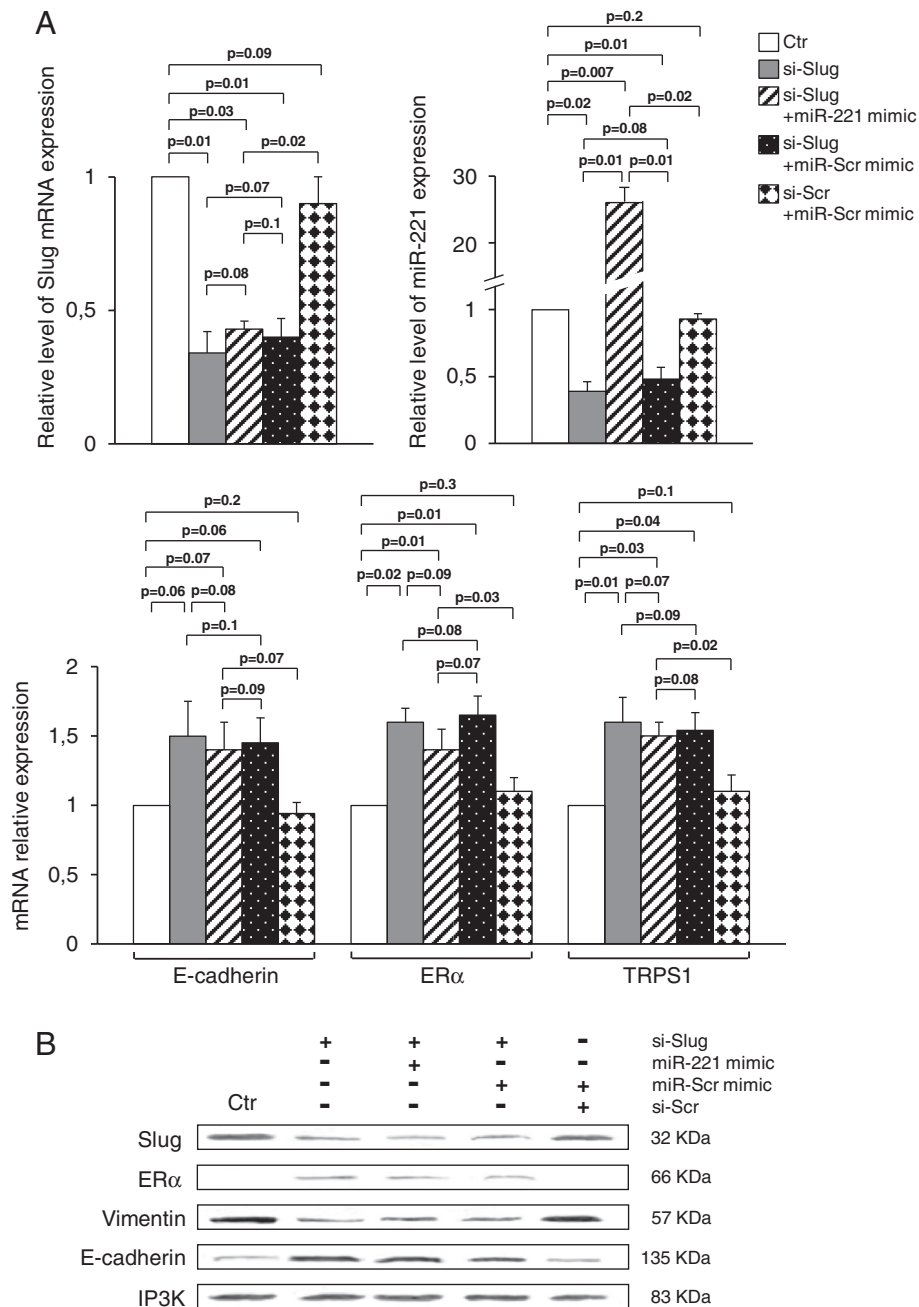 A
p=0.09
p=0.01
p=0.03
p=0.01
p=0.02
p=0.07
p=0.1
p=0.08
Relative level of Slug mRNA expression
1
0,5
0
p=0.2
p=0.01
p=0.007
p=0.02
p=0.02
p=0.08
p=0.01
p=0.01
Relative level of miR-221 expression
30
20
1
0,5
0
Ctr
si-Slug
si-Slug
+miR-221 mimic
si-Slug
+miR-Scr mimic
si-Scr
+miR-Scr mimic
p=0.2
p=0.06
p=0.07
p=0.06
p=0.08
p=0.1
p=0.07
p=0.09
p=0.3
p=0.01
p=0.01
p=0.02
p=0.09
p=0.03
p=0.08
p=0.07
p=0.1
p=0.04
p=0.03
p=0.01
p=0.07
p=0.09
p=0.02
p=0.08
mRNA relative expression
2
1,5
1
0,5
0
E-cadherin
ERα
TRPS1
B
+ + + - si-Slug
- + - - miR-221 mimic
- - + + miR-Scr mimic
Ctr - - - + si-Scr
Slug 32 KDa
ERα 66 KDa
Vimentin 57 KDa
E-cadherin 135 KDa
IP3K 83 KDa